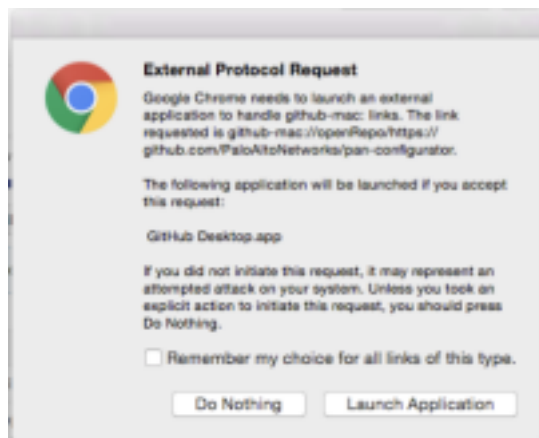 External Protocol Request
Google Chrome needs to launch an external
application to handle github-mac: links. The link
requested is github-mac://openRepo/https://
github.com/PaloAltoNetworks/pan-configurator.
The following application will be launched if you accept
this request:
GitHub Desktop.app
If you did not initiate this request, it may represent an
attempted attack on your system. Unless you took an
explicit action to initiate this request, you should press
Do Nothing.
Remember my choice for all links of this type.
Do Nothing
Launch Application